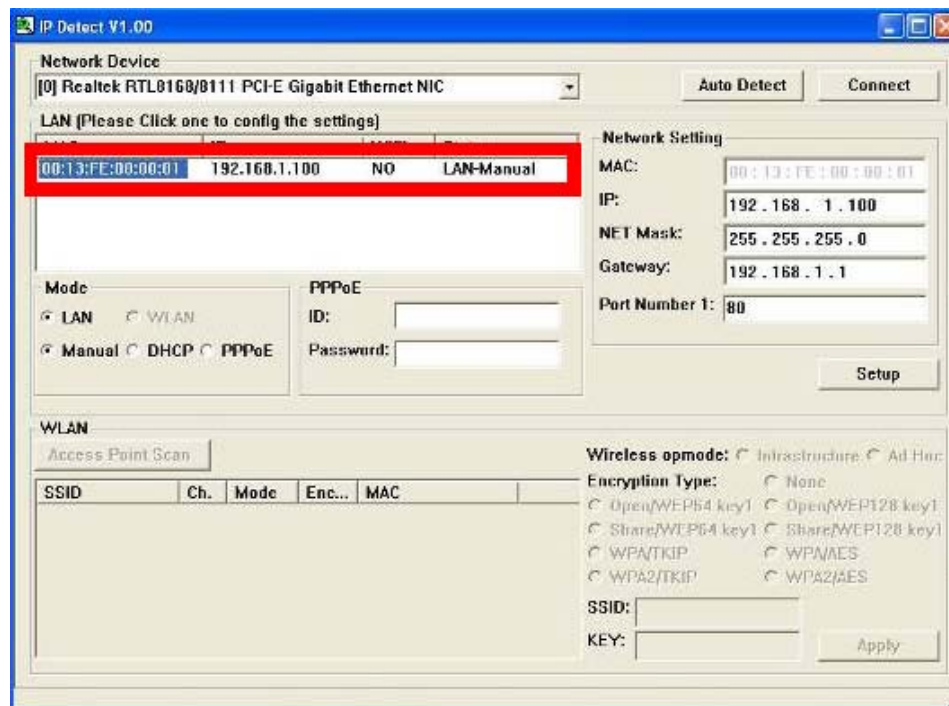 IP Detect V1.00
Network Device
[0] Realtek RTL8168/8111 PCI-E Gigabit Ethernet NIC
Auto Detect
Connect
LAN (Please Click one to config the settings)
00:13:FE:00:00:01 192.168.1.100 NO LAN-Manual
Network Setting
MAC: 00 : 13 : FE : 00 : 00 : 01
IP: 192 . 168 . 1 . 100
NET Mask: 255 . 255 . 255 . 0
Gateway: 192 . 168 . 1 . 1
Port Number 1: 80
Setup
Mode
LAN WLAN
Manual DHCP PPPoE
PPPoE
ID:
Password:
WLAN
Access Point Scan
SSID Ch. Mode Enc... MAC
Wireless opmode: Infrastructure Ad Hoc
Encryption Type: None
Open/WEP64 key1 Open/WEP128 key1
Share/WEP64 key1 Share/WEP128 key1
WPA/TKIP WPA/AES
WPA2/TKIP WPA2/AES
SSID:
KEY:
Apply